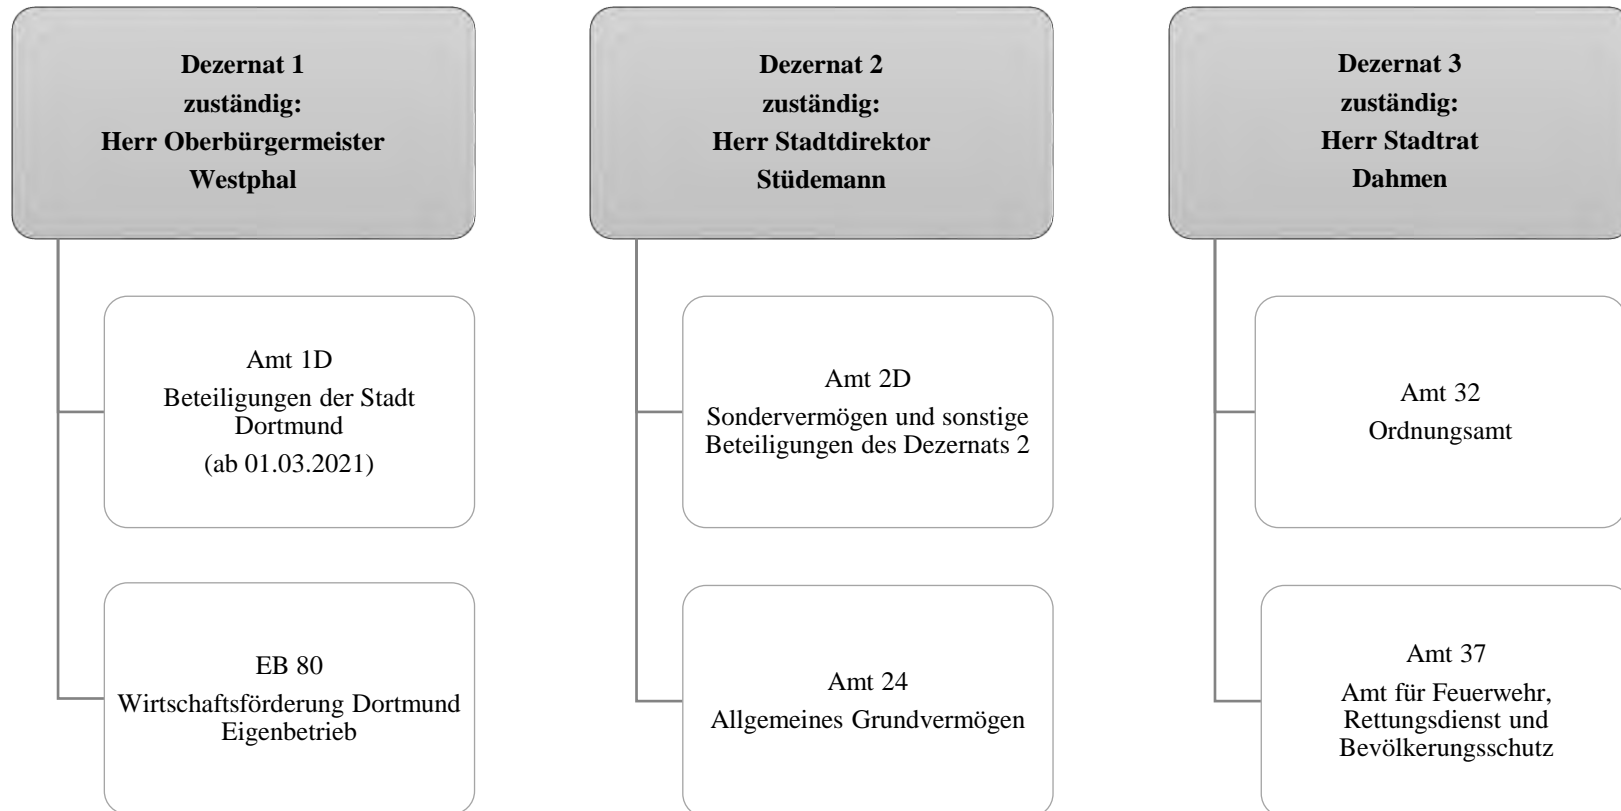 Dezernat 1
zuständig:
Herr Oberbürgermeister
Westphal
Amt 1D
Beteiligungen der Stadt
Dortmund
(ab 01.03.2021)
EB 80
Wirtschaftsförderung Dortmund
Eigenbetrieb
Dezernat 2
zuständig:
Herr Stadtdirektor
Stüdemann
Amt 2D
Sondervermögen und sonstige
Beteiligungen des Dezernats 2
Amt 24
Allgemeines Grundvermögen
Dezernat 3
zuständig:
Herr Stadtrat
Dahmen
Amt 32
Ordnungsamt
Amt 37
Amt für Feuerwehr,
Rettungsdienst und
Bevölkerungsschutz